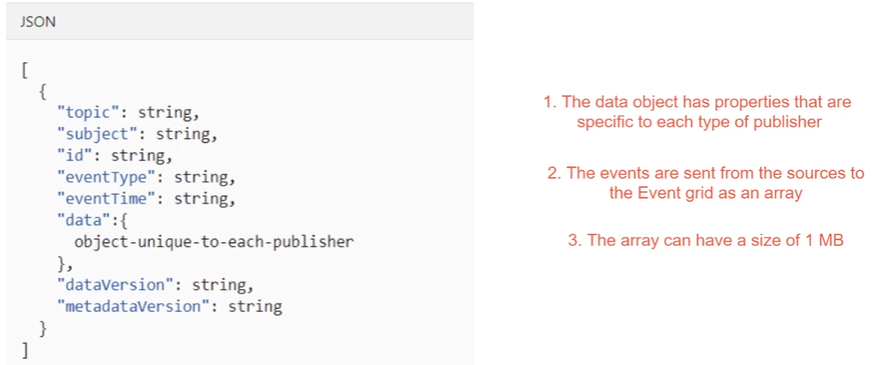 JSON
[
{
"topic": string,
"subject": string,
"id": string,
"eventType": string,
"eventTime": string,
"data":{
object-unique-to-each-publisher
},
"dataVersion": string,
"metadataVersion": string
}
]
1. The data object has properties that are
specific to each type of publisher
2. The events are sent from the sources to
the Event grid as an array
3. The array can have a size of 1 MB